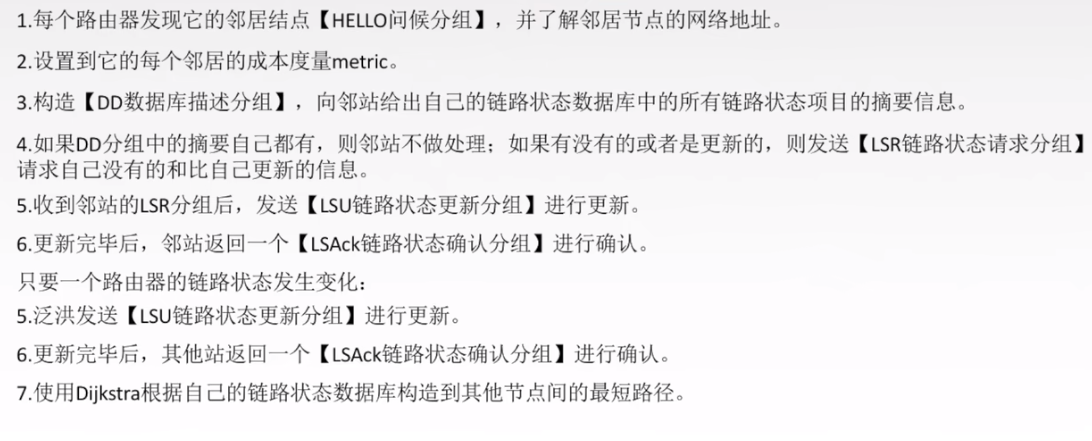 1.每个路由器发现它的邻居结点【HELLO问候分组】，并了解邻居节点的网络地址。
2.设置到它的每个邻居的成本度量metric。
3.构造【DD数据库描述分组】，向邻站给出自己的链路状态数据库中的所有链路状态项目的摘要信息。
4.如果DD分组中的摘要自己都有，则邻站不做处理；如果有没有的或者是更新的，则发送【LSR链路状态请求分组】
请求自己没有的和比自己更新的信息。
5.收到邻站的LSR分组后，发送【LSU链路状态更新分组】进行更新。
6.更新完毕后，邻站返回一个【LSAck链路状态确认分组】进行确认。
只要一个路由器的链路状态发生变化：
5.泛洪发送【LSU链路状态更新分组】进行更新。
6.更新完毕后，其他站返回一个【LSAck链路状态确认分组】进行确认。
7.使用Dijkstra根据自己的链路状态数据库构造到其他节点间的最短路径。